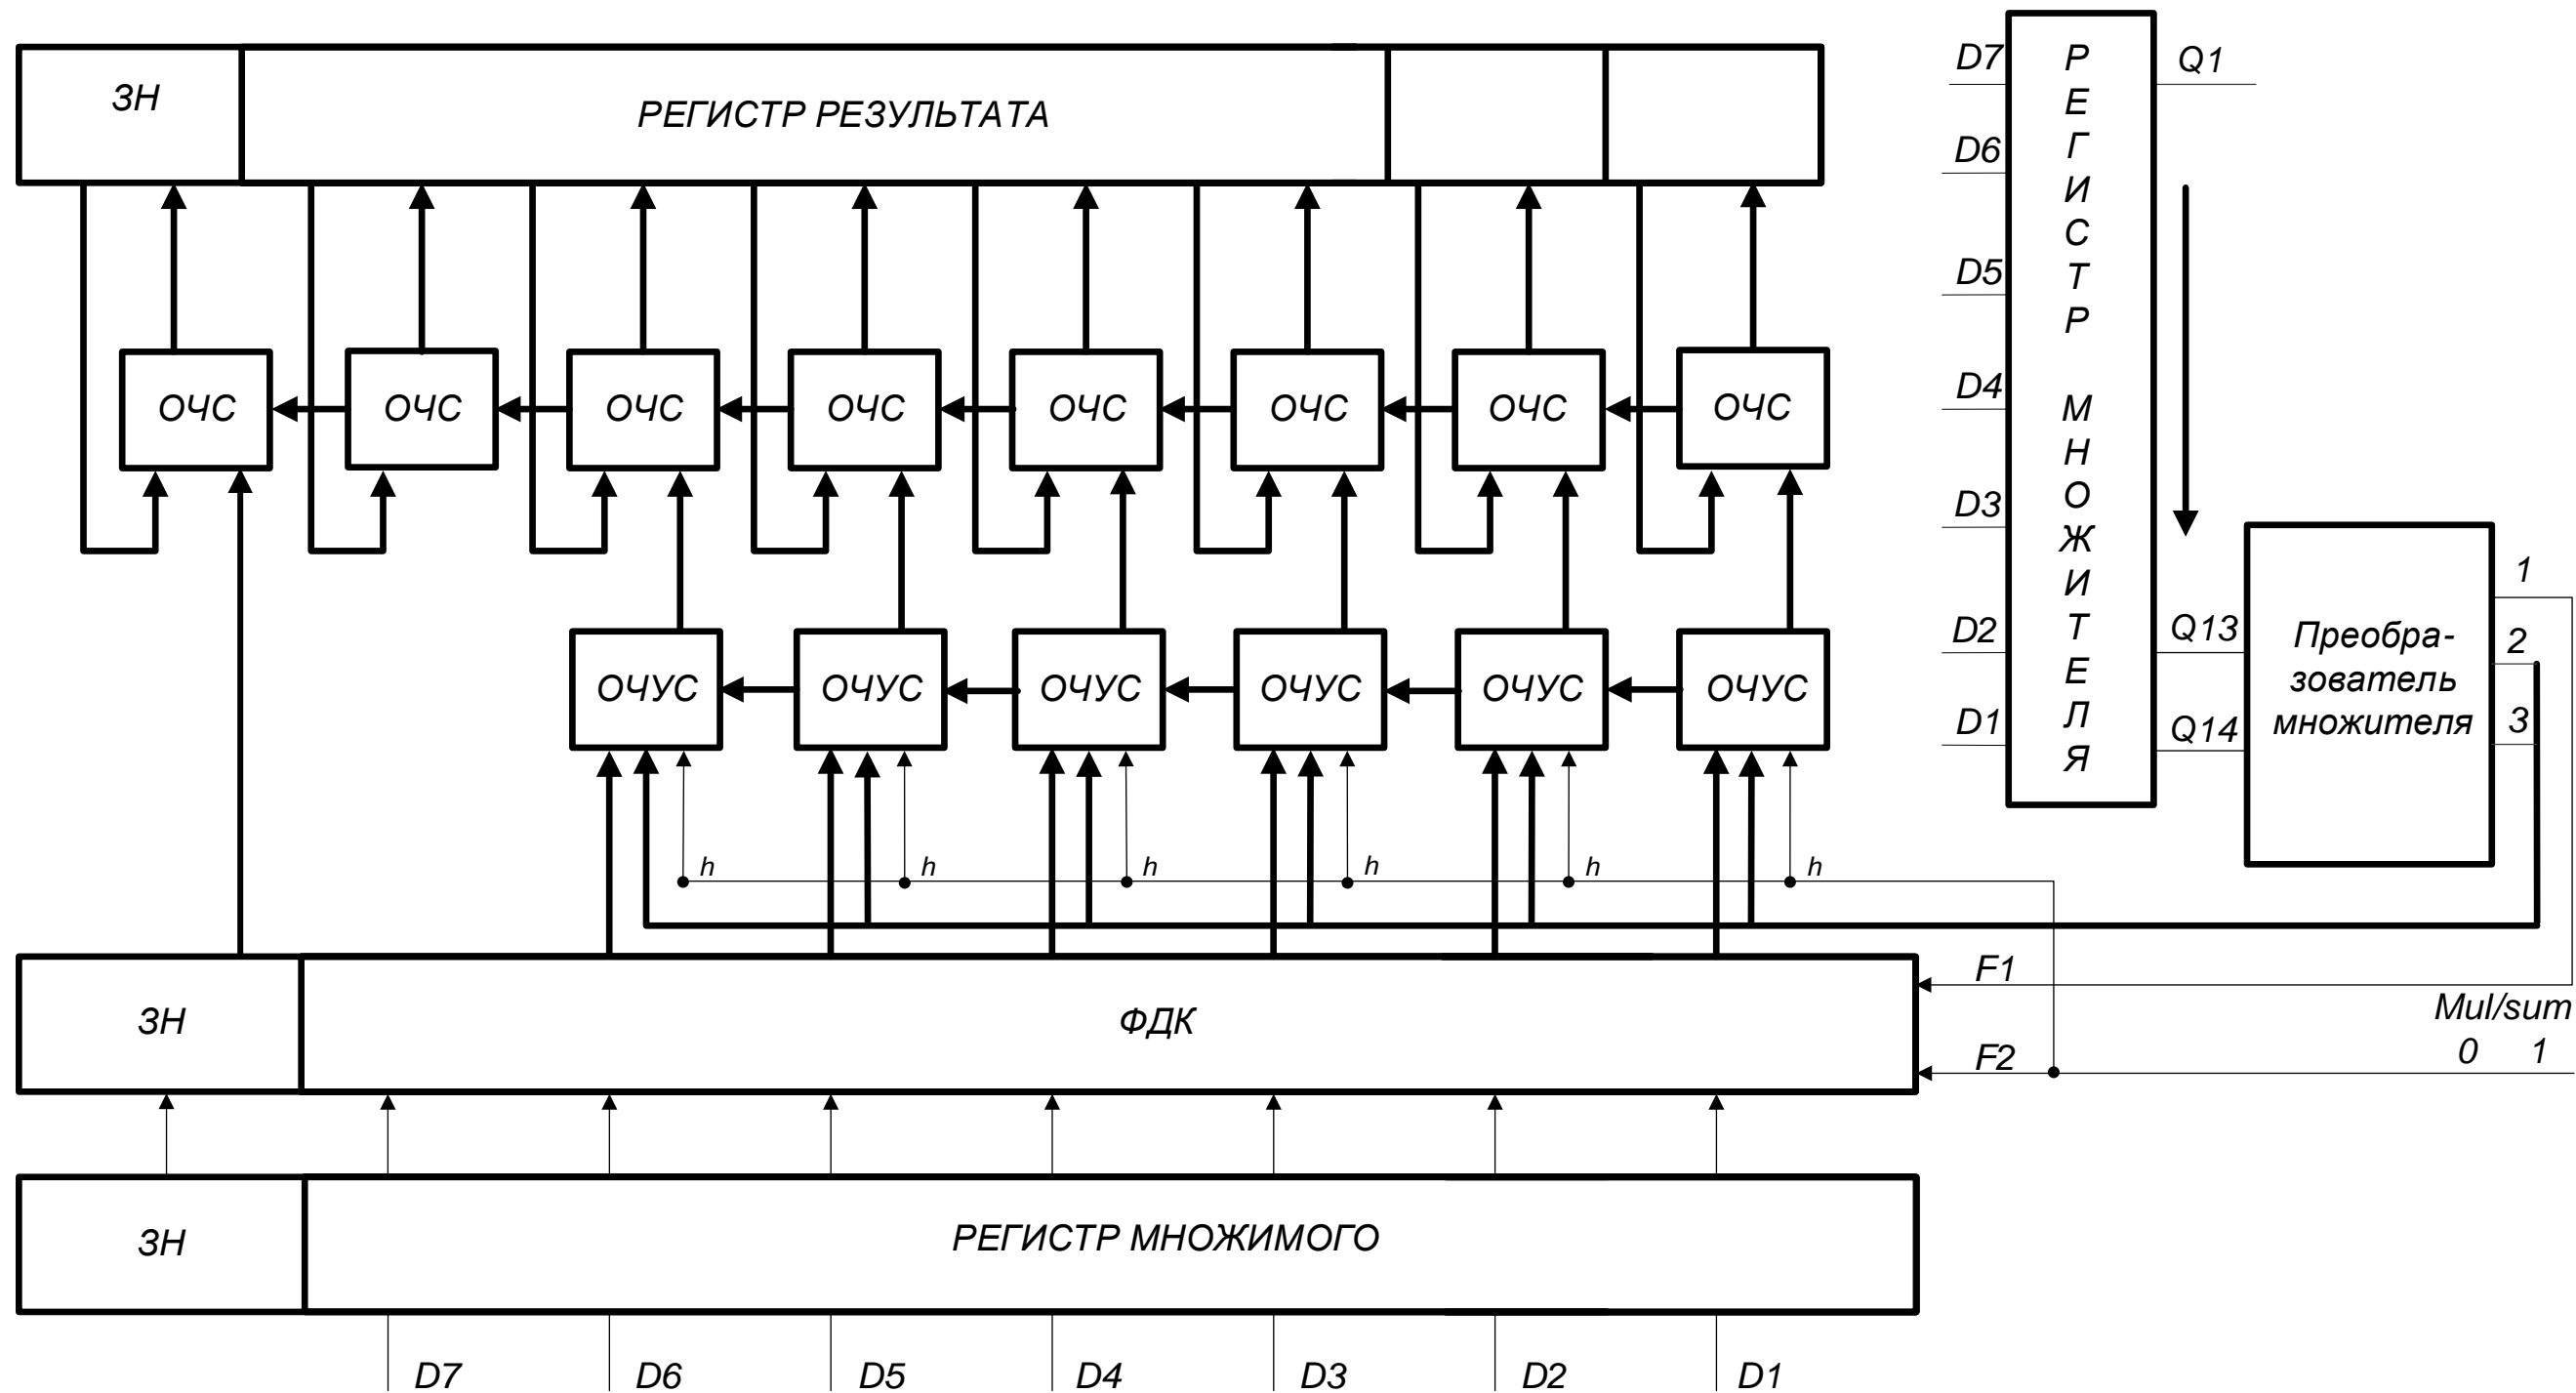 ЗН
РЕГИСТР РЕЗУЛЬТАТА
ОЧС ОЧС ОЧС ОЧС ОЧС ОЧС ОЧС ОЧС
ОЧУС ОЧУС ОЧУС ОЧУС ОЧУС ОЧУС
h h h h h h
ЗН
ФДК
F1
F2
Mul/sum
0 1
ЗН
РЕГИСТР МНОЖИМОГО
D7 D6 D5 D4 D3 D2 D1
D7
D6
D5
D4
D3
D2
D1
РЕГИСТР МНОЖИТЕЛЯ
Q1
Q13
Q14
Преобра-
зователь
множителя
1
2
3